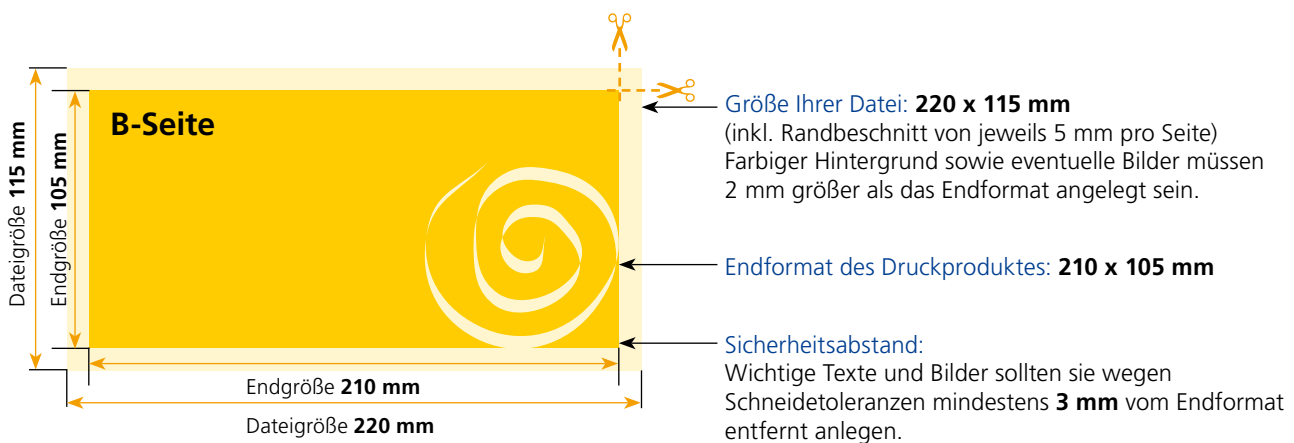 B-Seite
Dateigröße 115 mm
Endgröße 105 mm
Endgröße 210 mm
Dateigröße 220 mm
Größe Ihrer Datei: 220 x 115 mm
(inkl. Randbeschnitt von jeweils 5 mm pro Seite)
Farbiger Hintergrund sowie eventuelle Bilder müssen
2 mm größer als das Endformat angelegt sein.
Endformat des Druckproduktes: 210 x 105 mm
Sicherheitsabstand:
Wichtige Texte und Bilder sollten sie wegen
Schneidetoleranzen mindestens 3 mm vom Endformat
entfernt anlegen.